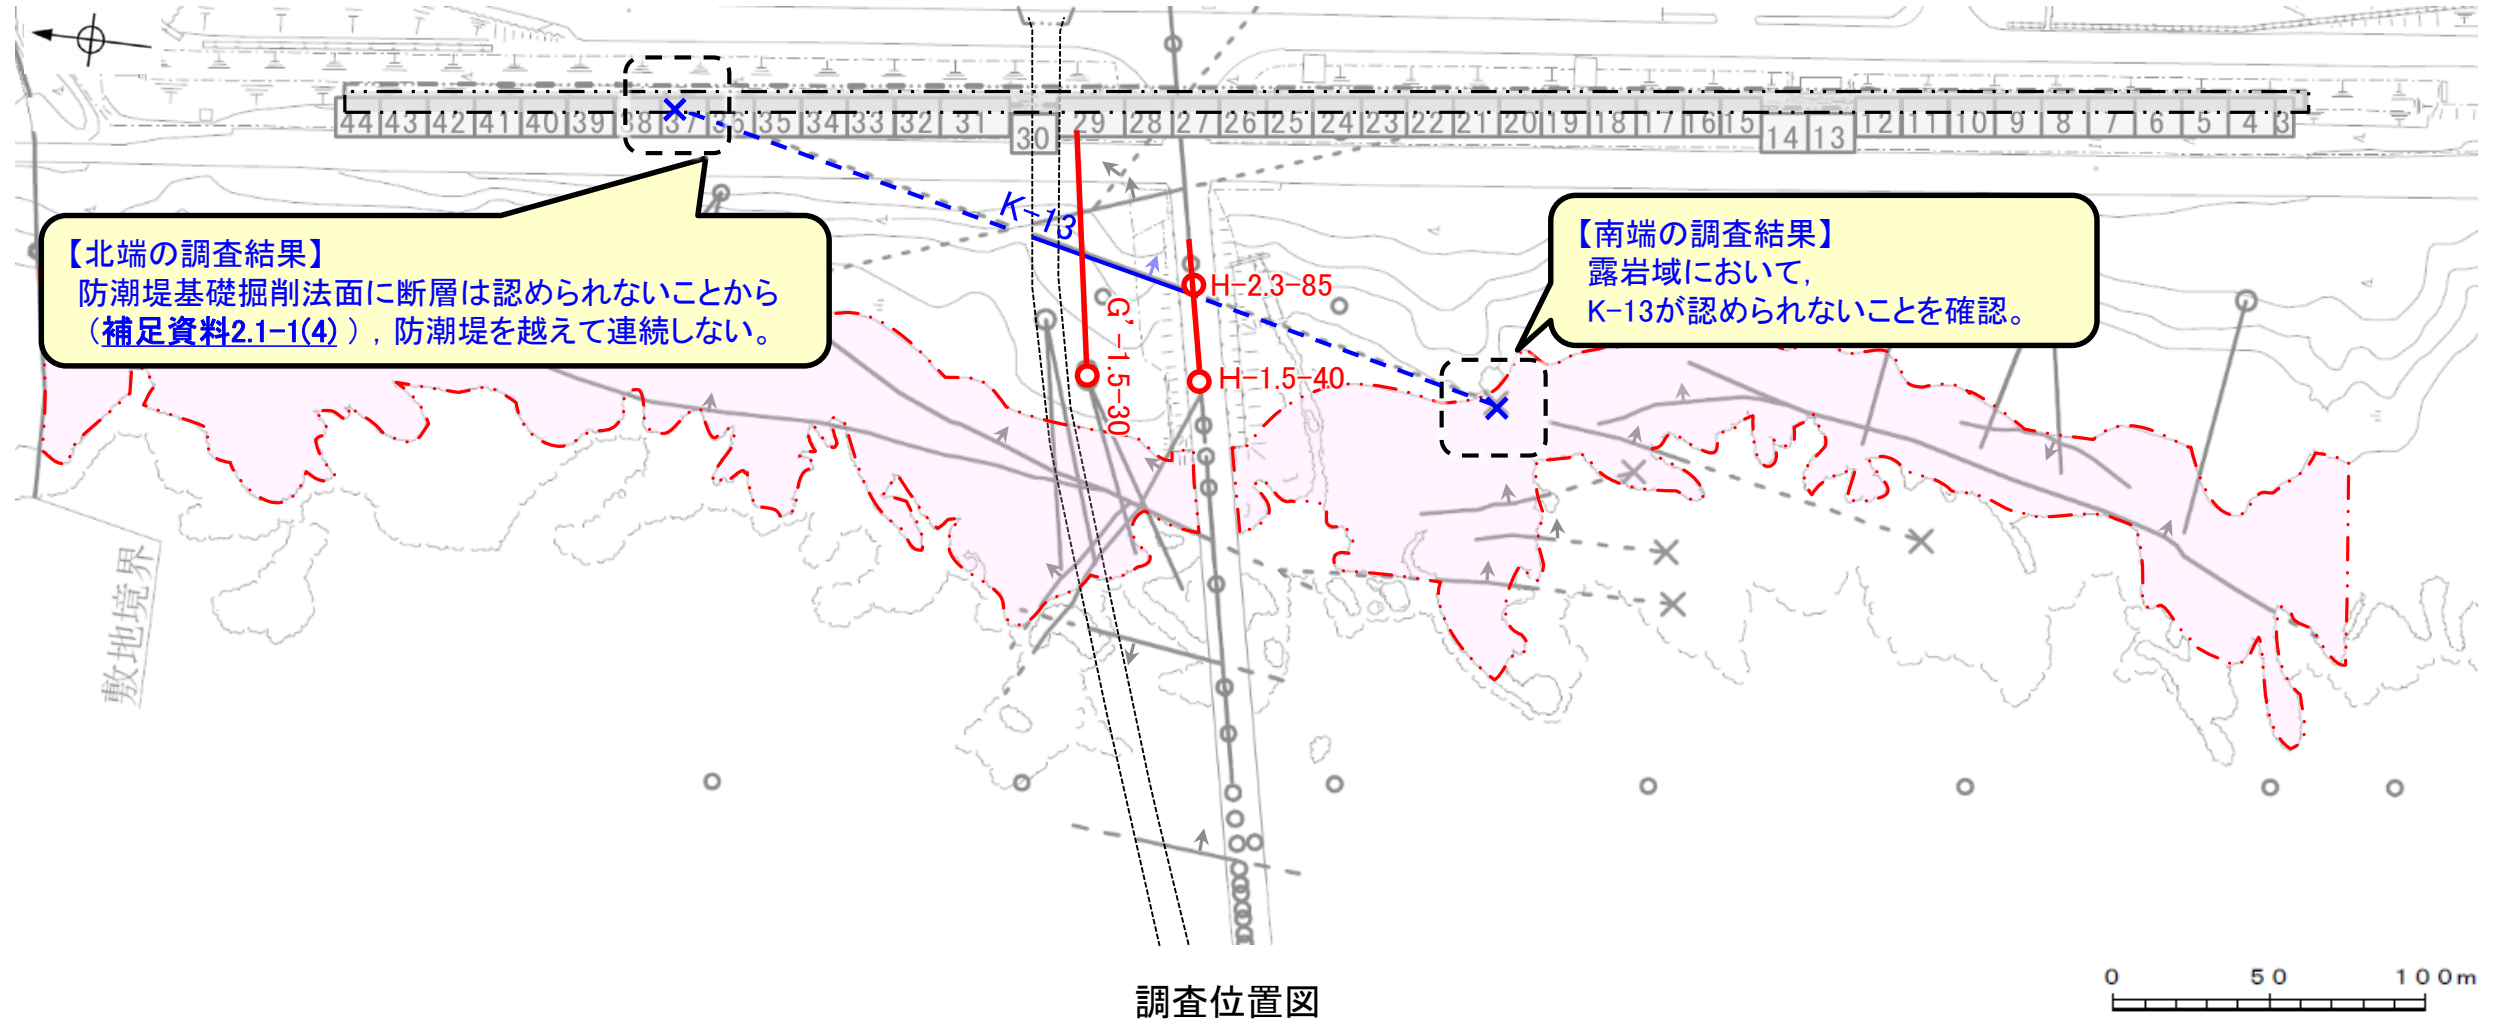 44 43 42 41 40 39 38 37 36 35 34 33 32 31 30 29 28 27 26 25 24 23 22 21 20 19 18 17 16 15 14 13 12 11 10 9 8 7 6 5 4 3
K-13
【北端の調査結果】
防潮堤基礎掘削法面に断層は認められないことから
（補足資料2.1-1(4)），防潮堤を越えて連続しない。
【南端の調査結果】
露岩域において，
K-13が認められないことを確認。
H-2.3-85
G'-1.5-30
H-1.5-40
敷地境界
0 50 100m
調査位置図